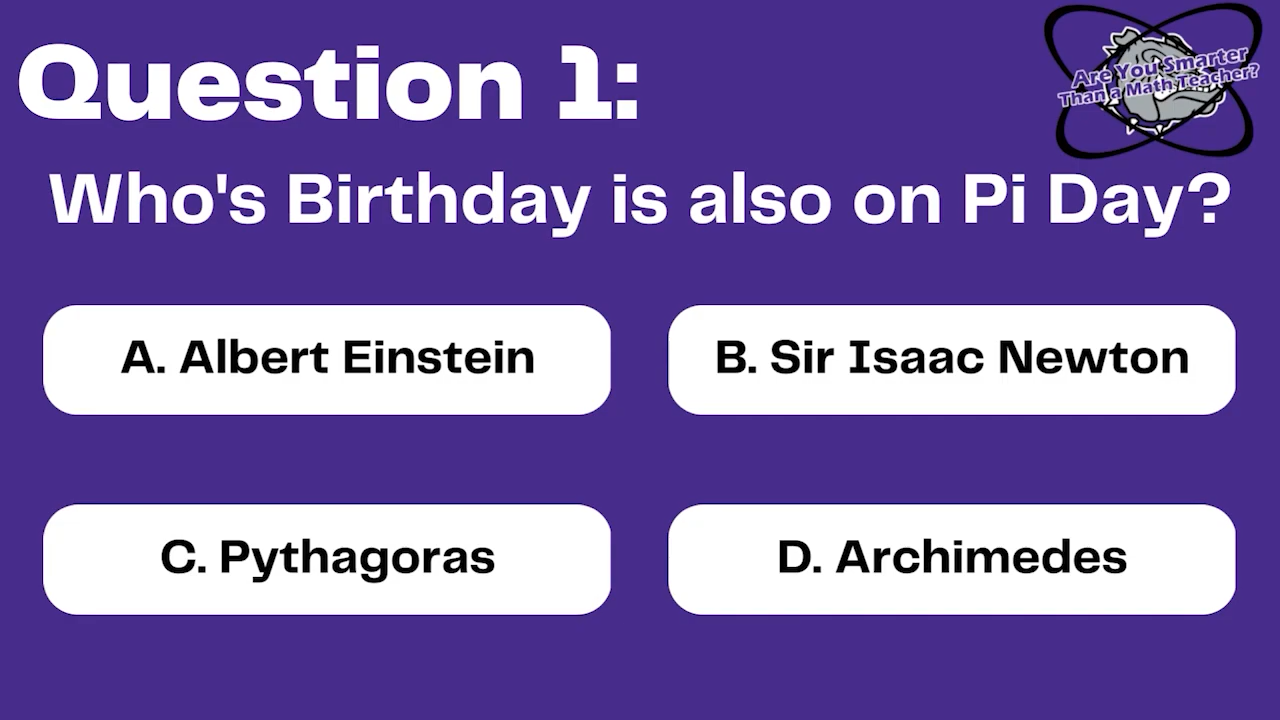 Question 1:
Are You Smarter
Than a Math Teacher?
Who's Birthday is also on Pi Day?
A. Albert Einstein
B. Sir Isaac Newton
C. Pythagoras
D. Archimedes